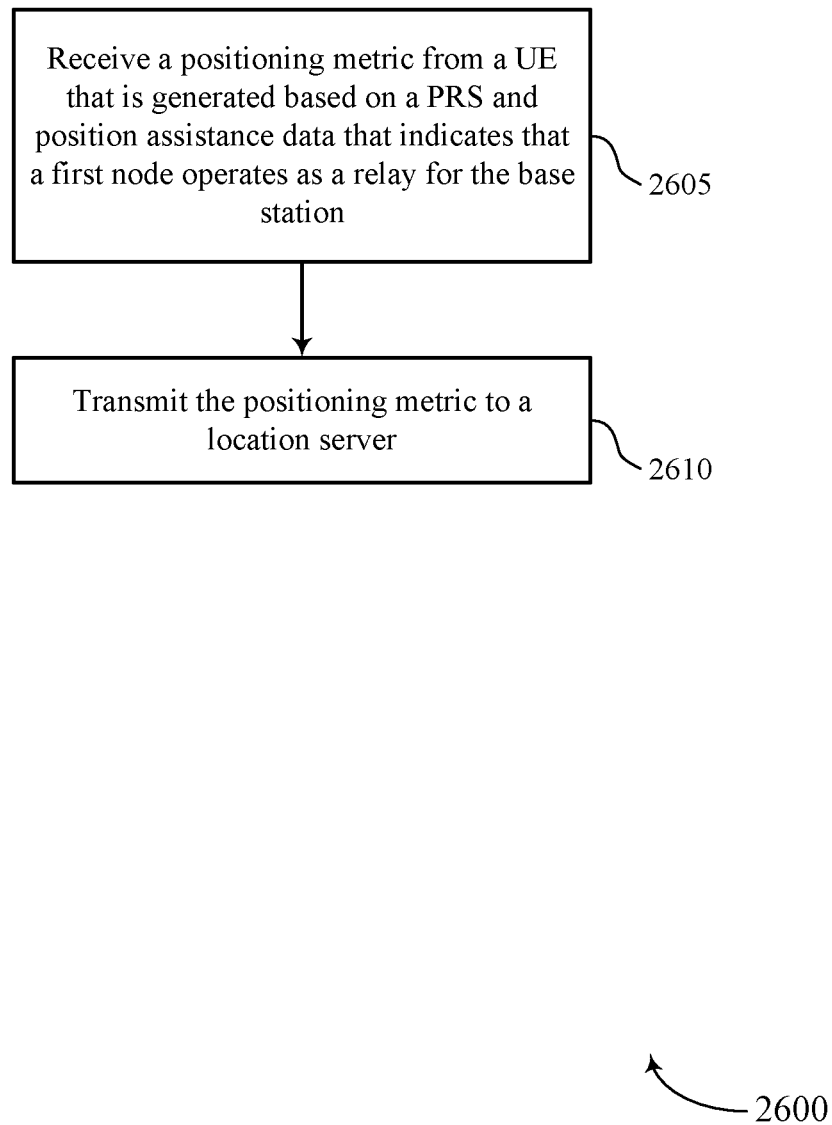 Receive a positioning metric from a UE
that is generated based on a PRS and
position assistance data that indicates that
a first node operates as a relay for the base
station
2605
Transmit the positioning metric to a
location server
2610
2600